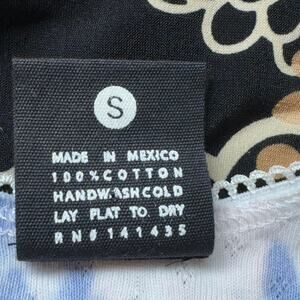 S
MADE IN MEXICO
100% COTTON
HANDWASH COLD
LAY FLAT TO DRY
RN# 141435